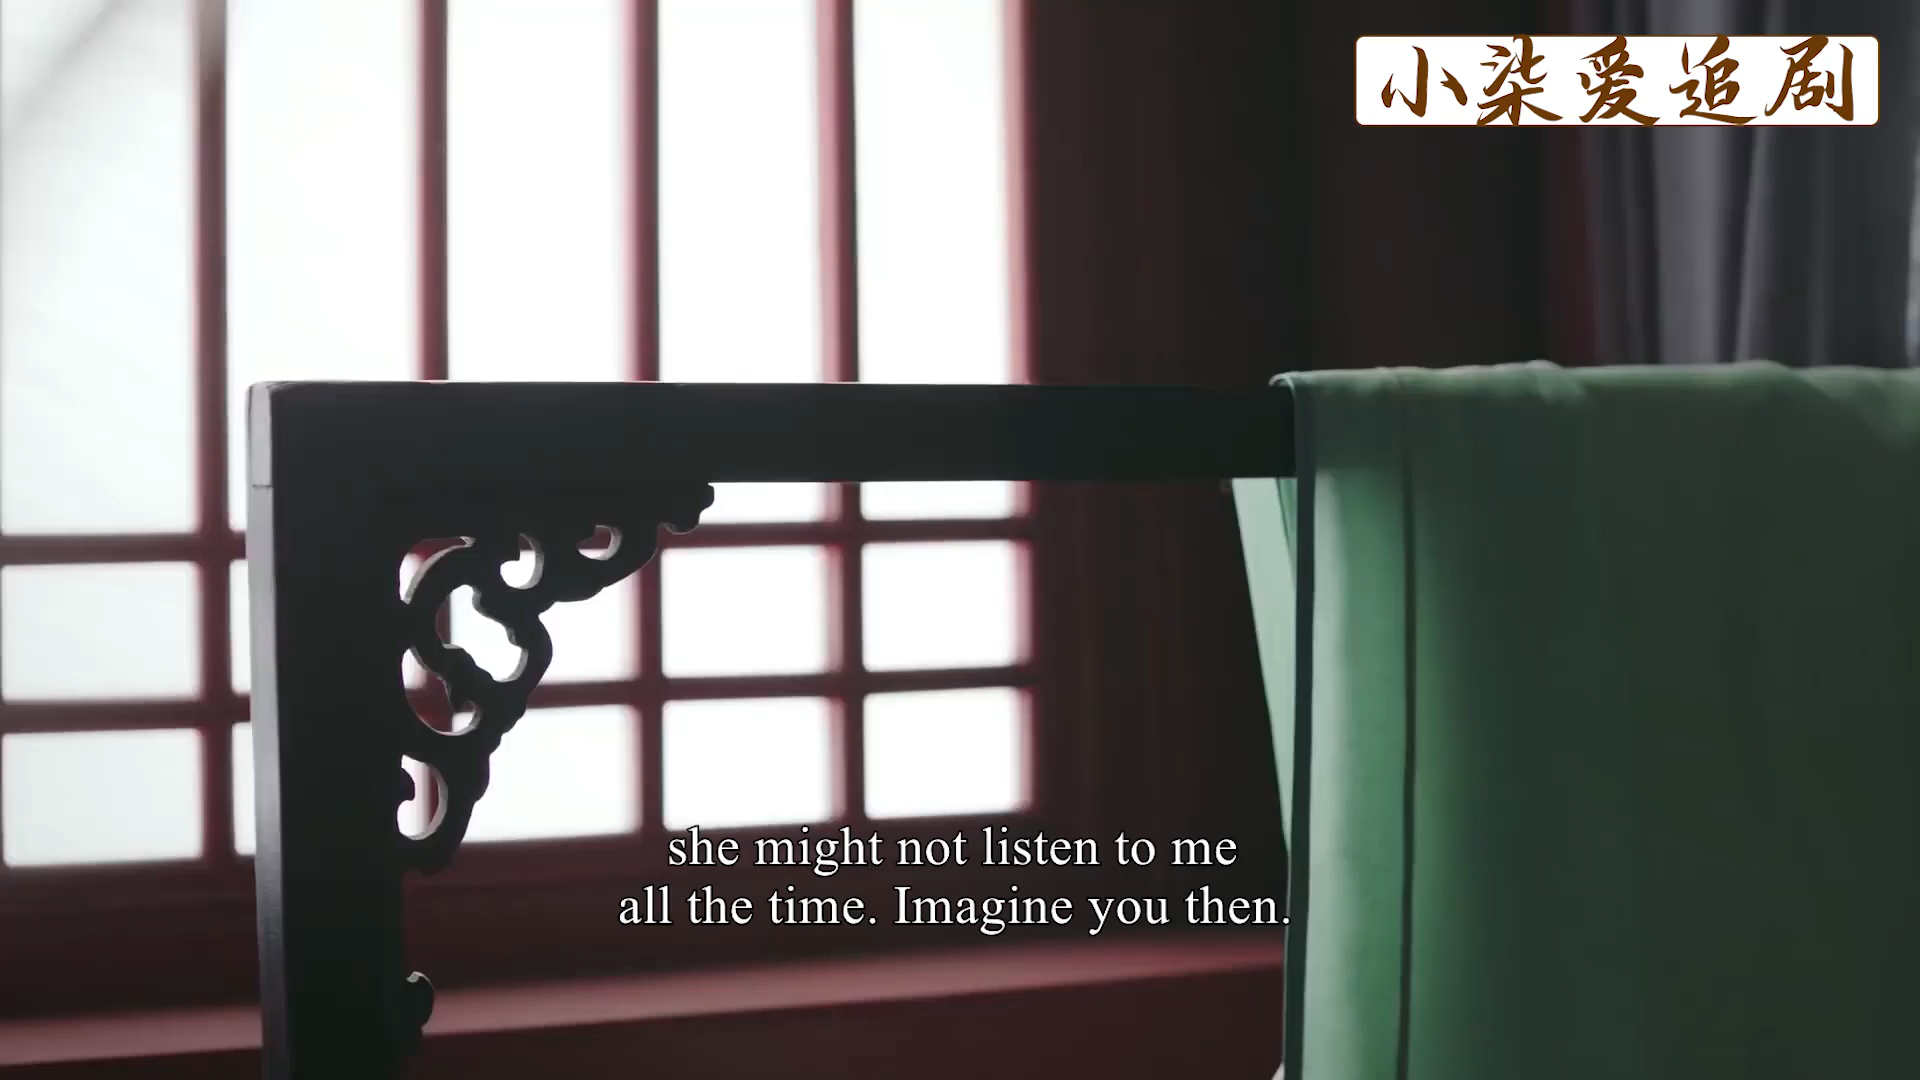 小柒爱追剧
she might not listen to me
all the time. Imagine you then.